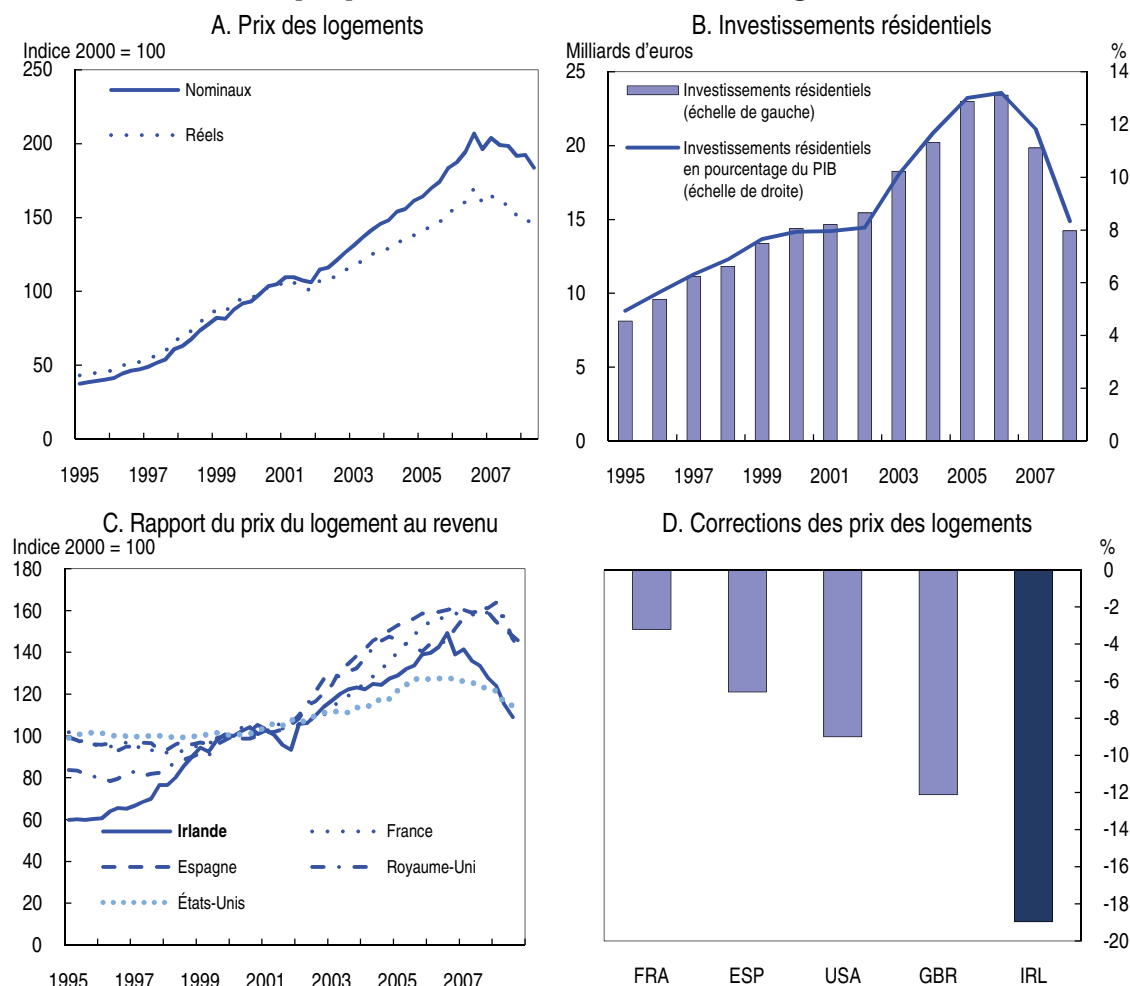 A. Prix des logements
Indice 2000 = 100
250
200
150
100
50
0
Nominaux
Réels
1995 1997 1999 2001 2003 2005 2007
B. Investissements résidentiels
Milliards d'euros %
25
20
15
10
5
0
Investissements résidentiels
(échelle de gauche)
Investissements résidentiels
en pourcentage du PIB
(échelle de droite)
14
12
10
8
6
4
2
0
1995 1997 1999 2001 2003 2005 2007
C. Rapport du prix du logement au revenu
Indice 2000 = 100
180
160
140
120
100
80
60
40
20
0
Irlande France
Espagne Royaume-Uni
États-Unis
1995 1997 1999 2001 2003 2005 2007
D. Corrections des prix des logements
%
0
-2
-4
-6
-8
-10
-12
-14
-16
-18
-20
FRA ESP USA GBR IRL